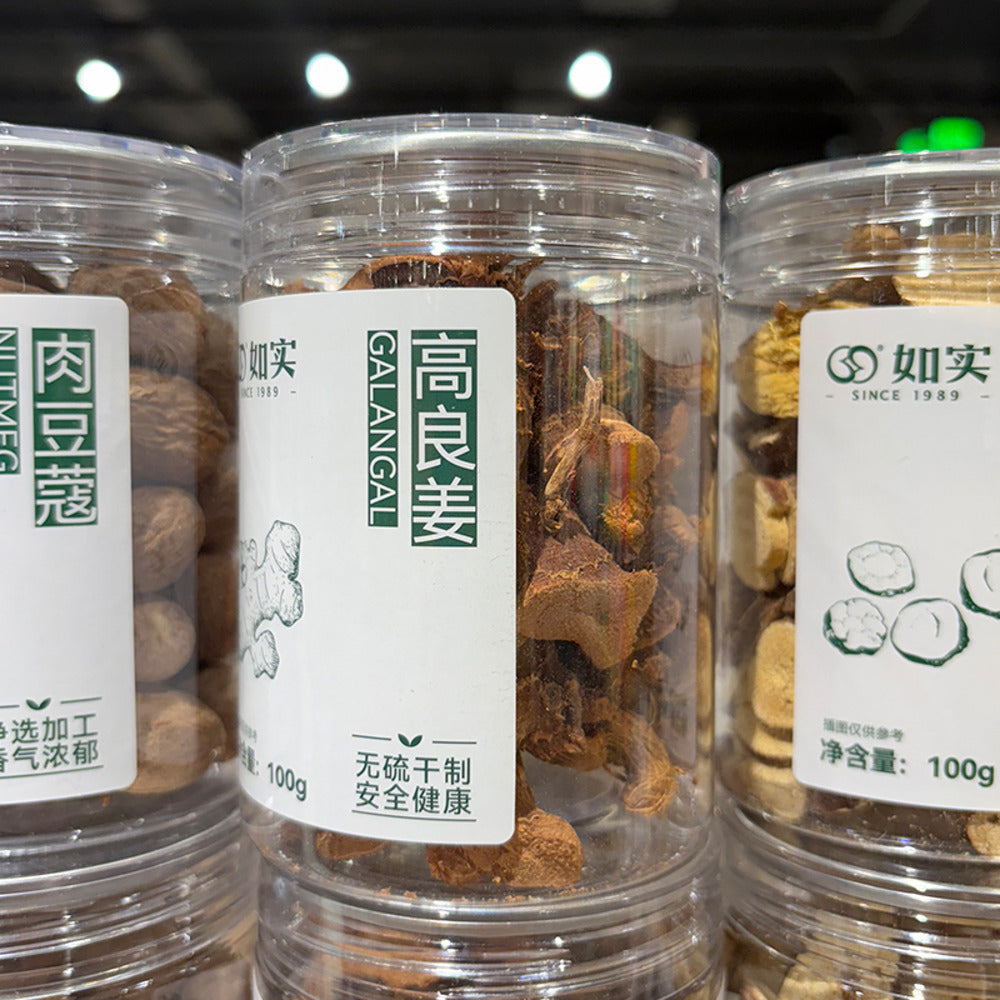 肉豆蔻
NUTMEG
净选加工
香气浓郁
如实
SINCE 1989
高良姜
GALANGAL
100g
无硫干制
安全健康
如实
SINCE 1989
插图仅供参考
净含量：100g